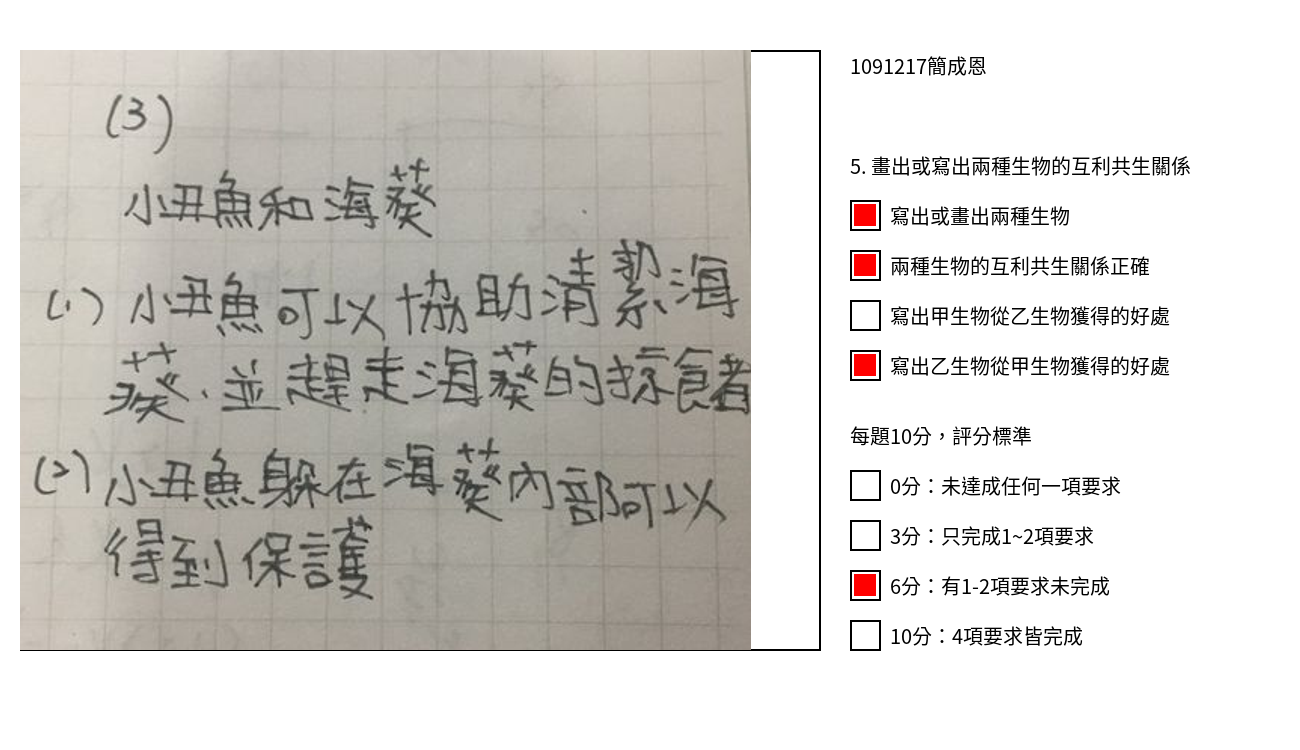 (3)
小丑魚和海葵
(1) 小丑魚可以協助清絜海
葵.並趕走海葵的掠食者
(2) 小丑魚躲在海葵內部可以
得到保護
1091217簡成恩
5. 畫出或寫出兩種生物的互利共生關係
寫出或畫出兩種生物
兩種生物的互利共生關係正確
寫出甲生物從乙生物獲得的好處
寫出乙生物從甲生物獲得的好處
每題10分，評分標準
0分：未達成任何一項要求
3分：只完成1~2項要求
6分：有1-2項要求未完成
10分：4項要求皆完成